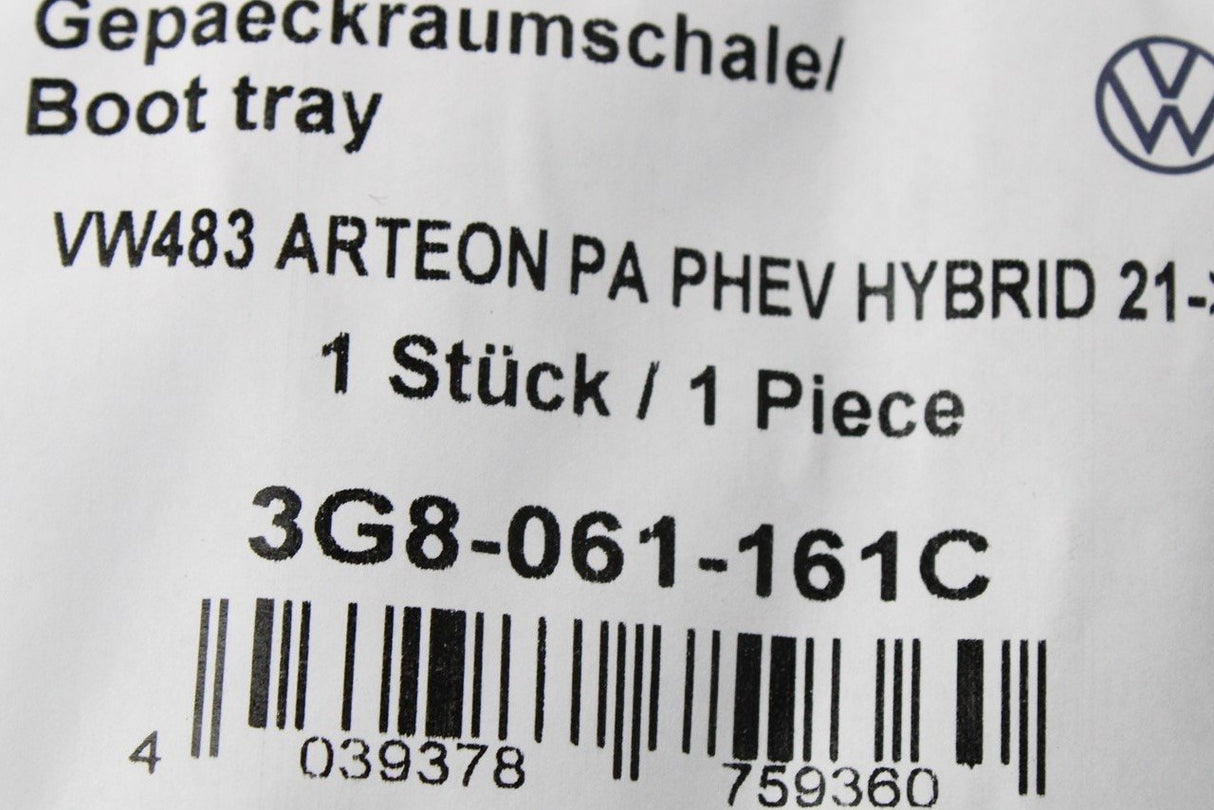 Gepaeckraumschale/
Boot tray
VW483 ARTEON PA PHEV HYBRID 21->
1 Stück / 1 Piece
3G8-061-161C
4 039378 759360